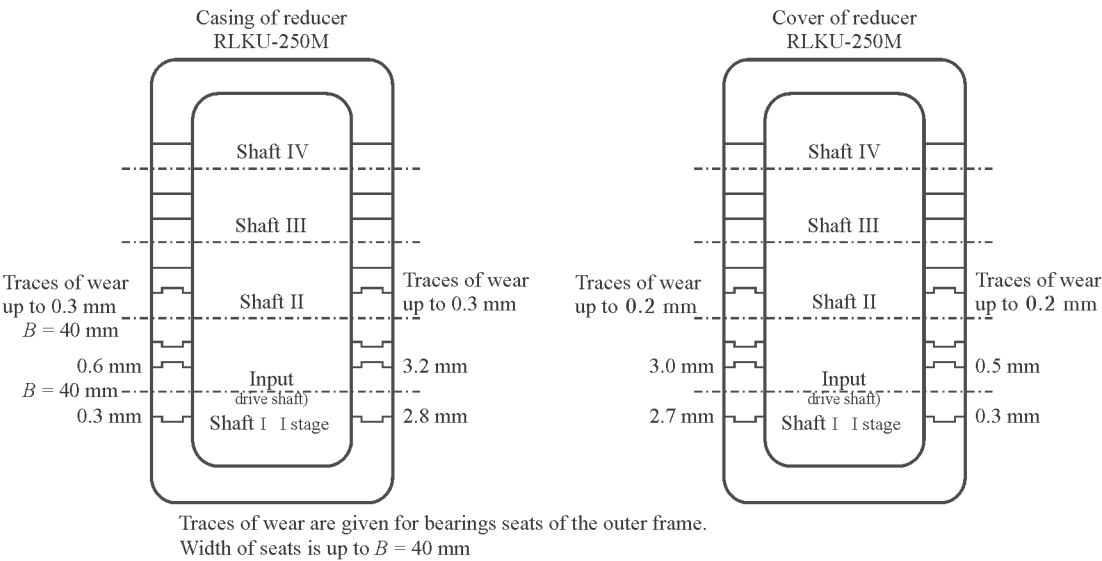 Casing of reducer
RLKU-250M
Shaft IV
Shaft III
Traces of wear
up to 0.3 mm
B = 40 mm
Shaft II
Traces of wear
up to 0.3 mm
0.6 mm
B = 40 mm
0.3 mm
Input
drive shaft)
Shaft I I stage
3.2 mm
2.8 mm
Cover of reducer
RLKU-250M
Shaft IV
Shaft III
Traces of wear
up to 0.2 mm
Shaft II
Traces of wear
up to 0.2 mm
3.0 mm
2.7 mm
Input
drive shaft)
Shaft I I stage
0.5 mm
0.3 mm
Traces of wear are given for bearings seats of the outer frame.
Width of seats is up to B = 40 mm